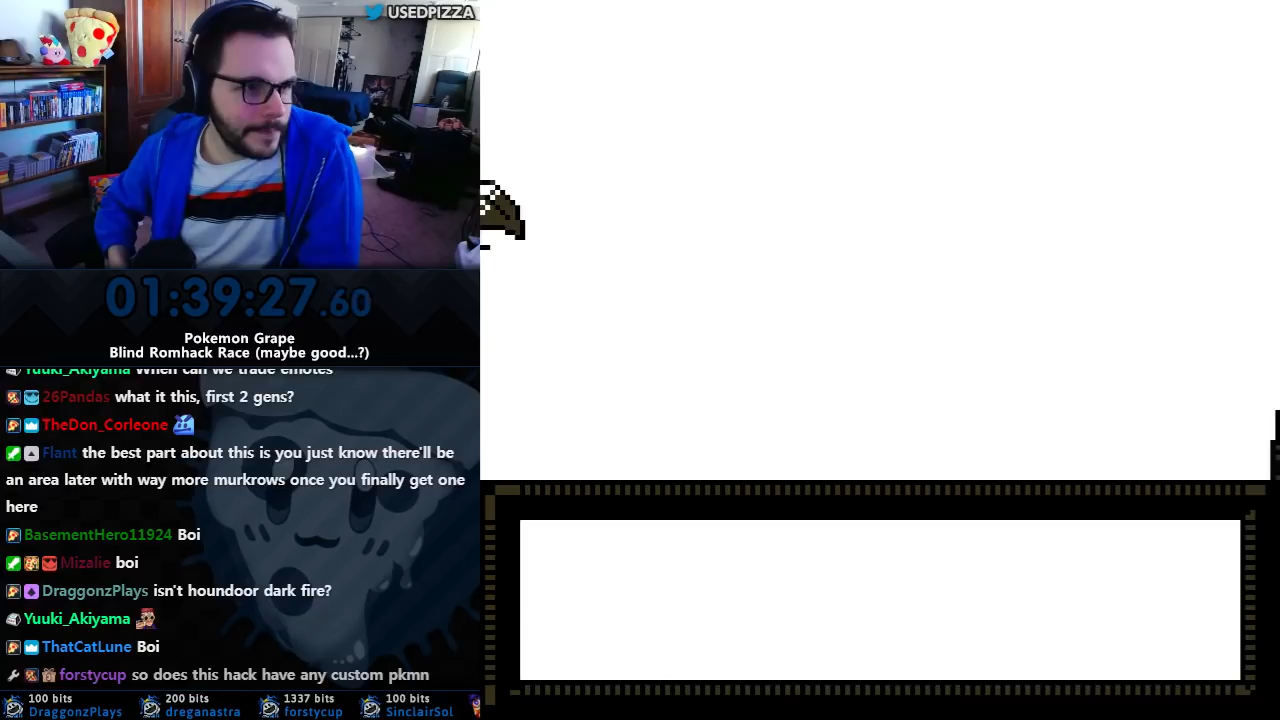 USEDPIZZA
01:39:27.60
Pokemon Grape
Blind Romhack Race (maybe good...?)
Yuuki_Akiyama When can we trade emotes
26Pandas what it this, first 2 gens?
TheDon_Corleone
Flant the best part about this is you just know there'll be
an area later with way more murkrows once you finally get one
here
BasementHero11924 Boi
Mizalie boi
DraggonzPlays isn't houndoor dark fire?
Yuuki_Akiyama
ThatCatLune Boi
forstycup so does this hack have any custom pkmn
100 bits 200 bits 1337 bits 100 bits
DraggonzPlays dreganastra forstycup SinclairSol